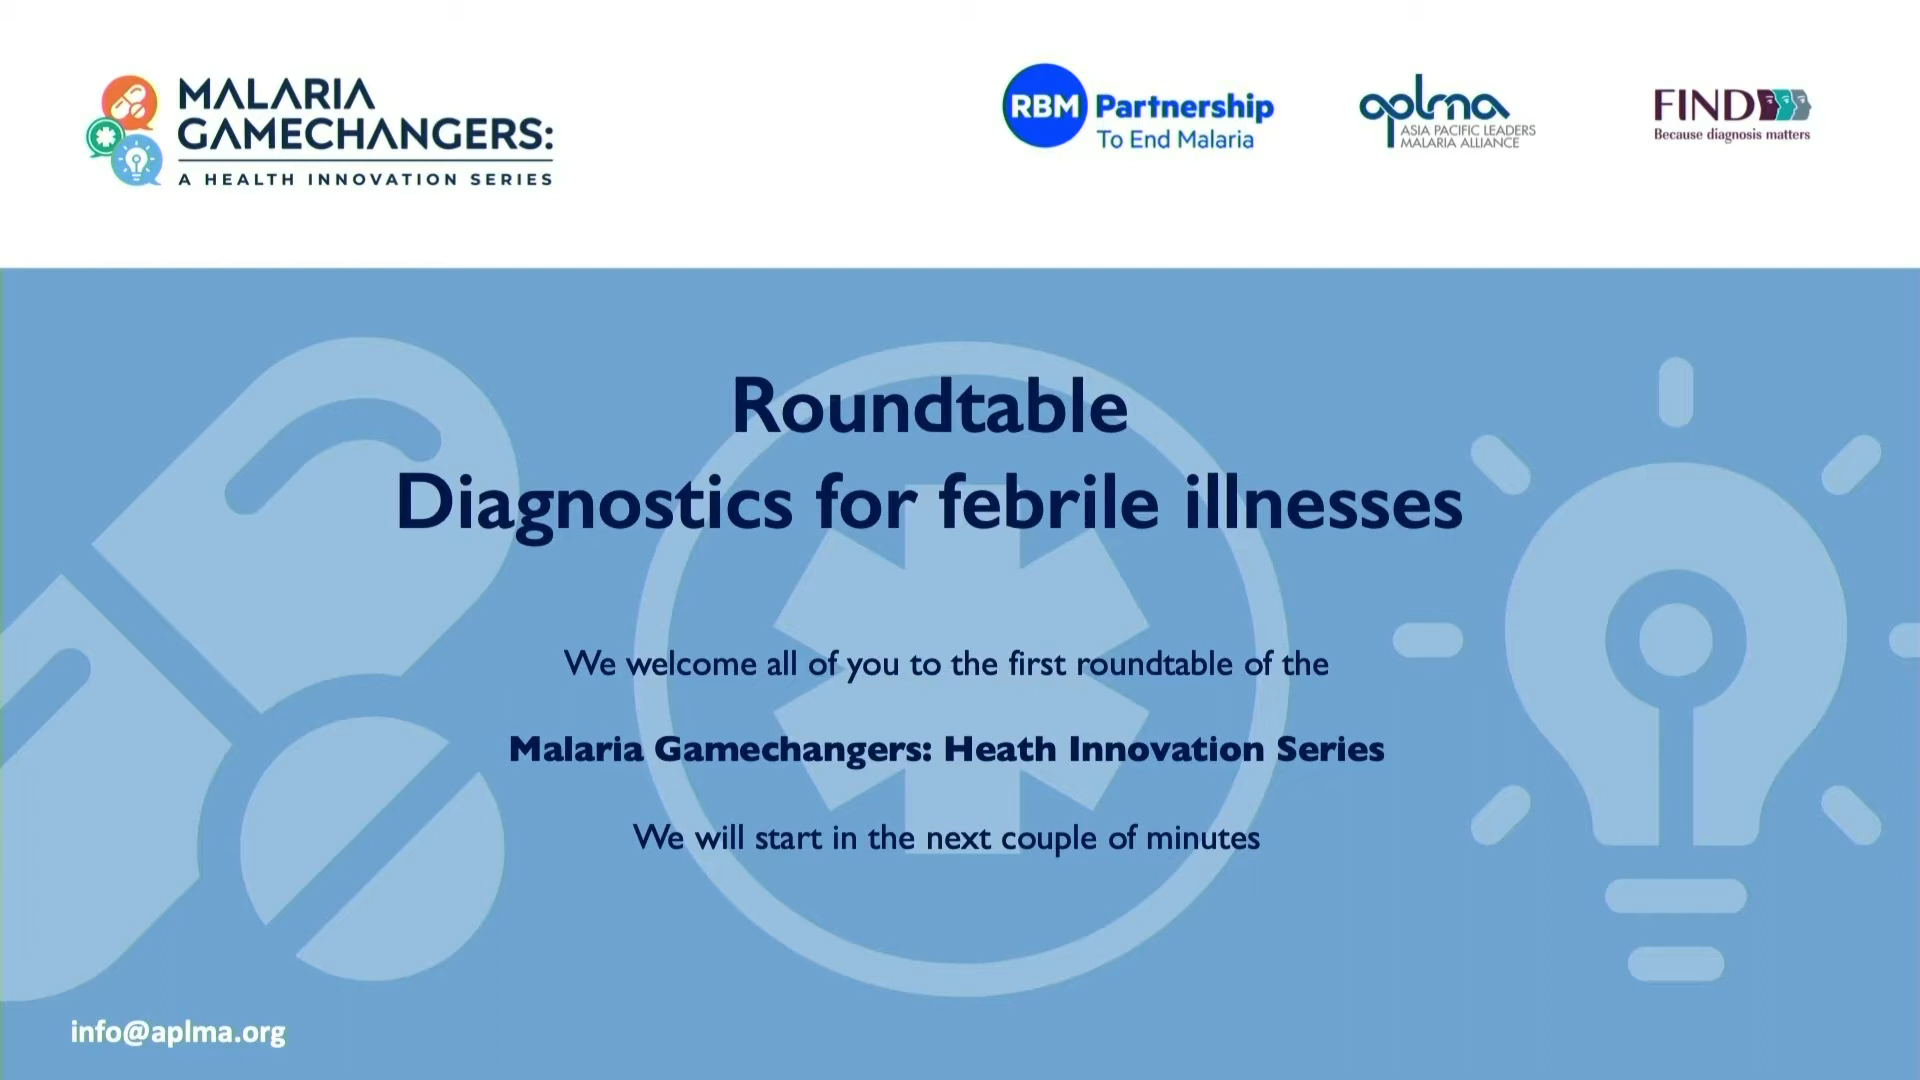 MALARIA
GAMECHANGERS:
A HEALTH INNOVATION SERIES
RBM Partnership
To End Malaria
aplma
ASIA PACIFIC LEADERS
MALARIA ALLIANCE
FIND
Because diagnosis matters
Roundtable
Diagnostics for febrile illnesses
We welcome all of you to the first roundtable of the
Malaria Gamechangers: Heath Innovation Series
We will start in the next couple of minutes
info@aplma.org